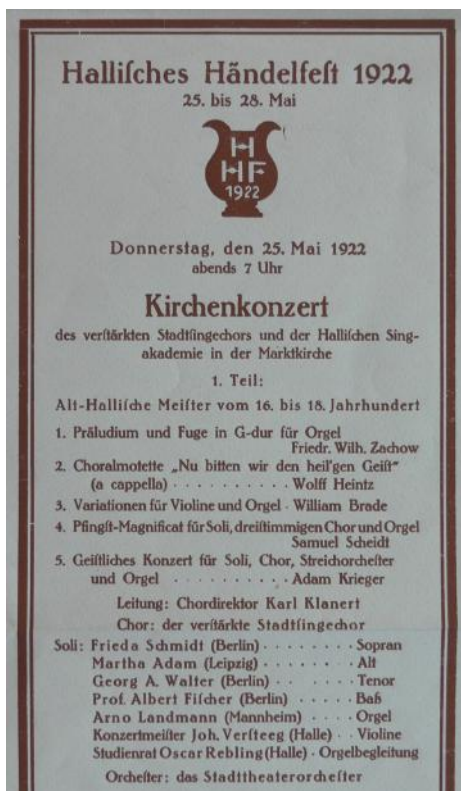 Hallisches Händelfest 1922
25. bis 28. Mai
H
HF
1922
Donnerstag, den 25. Mai 1922
abends 7 Uhr
Kirchenkonzert
des verstärkten Stadtsingechors und der Hallischen Sing-
akademie in der Marktkirche
1. Teil:
Alt-Hallische Meister vom 16. bis 18. Jahrhundert
1. Präludium und Fuge in G-dur für Orgel
Friedr. Wilh. Zachow
2. Choralmotette „Nu bitten wir den heil'gen Geist“
(a cappella) · · · · · · · · · · Wolff Heintz
3. Variationen für Violine und Orgel · William Brade
4. Pfingst-Magnificat für Soli, dreistimmigen Chor und Orgel
Samuel Scheidt
5. Geistliches Konzert für Soli, Chor, Streichorchester
und Orgel · · · · · · · · · · Adam Krieger
Leitung: Chordirektor Karl Klanert
Chor: der verstärkte Stadtsingechor
Soli: Frieda Schmidt (Berlin) · · · · · · · Sopran
Martha Adam (Leipzig) · · · · · · · Alt
Georg A. Walter (Berlin) · · · · · · Tenor
Prof. Albert Fischer (Berlin) · · · · Baß
Arno Landmann (Mannheim) · · · · Orgel
Konzertmeister Joh. Versteeg (Halle) · · Violine
Studienrat Oscar Rebling (Halle) · Orgelbegleitung
Orchester: das Stadttheaterorchester